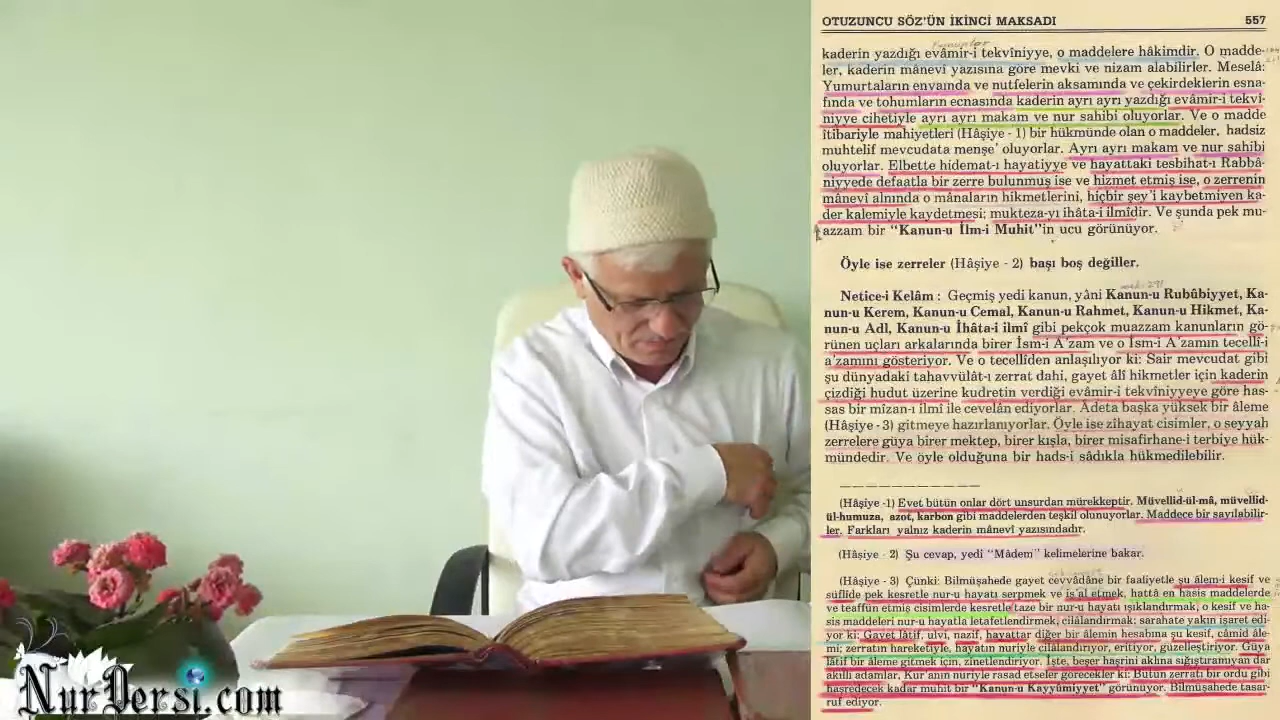 OTUZUNCU SÖZ'ÜN İKİNCİ MAKSADI 557
kaderin yazdığı evâmir-i tekvîniyye, o maddelere hâkimdir. O madde-
ler, kaderin mânevî yazısına göre mevki ve nizam alabilirler. Meselâ:
Yumurtaların envaında ve nutfelerin aksamında ve çekirdeklerin esna-
fında ve tohumların ecnasında kaderin ayrı ayrı yazdığı evâmir-i tekvi-
niyye cihetiyle ayrı ayrı makam ve nur sahibi oluyorlar. Ve o madde
itibariyle mahiyetleri (Hâşiye - 1) bir hükmünde olan o maddeler, hadsiz
muhtelif mevcudata menşe' oluyorlar. Ayrı ayrı makam ve nur sahibi
oluyorlar. Elbette hidemat-ı hayatiyye ve hayattaki tesbihat-ı Rabbâ-
niyyede defaatla bir zerre bulunmuş ise ve hizmet etmiş ise, o zerrenin
mânevî alnında o mânaların hikmetlerini, hiçbir şey'i kaybetmiyen ka-
der kalemiyle kaydetmesi; mukteza-yı ihâta-i ilmîdir. Ve şunda pek mu-
azzam bir "Kanun-u İlm-i Muhit"in ucu görünüyor.
Öyle ise zerreler (Hâşiye - 2) başı boş değiller.
Netice-i Kelâm : Geçmiş yedi kanun, yâni Kanun-u Rubûbiyyet, Ka-
nun-u Kerem, Kanun-u Cemal, Kanun-u Rahmet, Kanun-u Hikmet, Ka-
nun-u Adl, Kanun-u İhâta-i ilmî gibi pekçok muazzam kanunların gö-
rünen uçları arkalarında birer İsm-i A'zam ve o İsm-i A'zamın tecellî-i
a'zamını gösteriyor. Ve o tecelliden anlaşılıyor ki: Sair mevcudat gibi
şu dünyadaki tahavvülât-ı zerrat dahi, gayet âlî hikmetler için kaderin
çizdiği hudut üzerine kudretin verdiği evâmir-i tekvîniyyeye göre has-
sas bir mîzan-ı ilmî ile cevelân ediyorlar. Âdeta başka yüksek bir âleme
(Hâşiye - 3) gitmeye hazırlanıyorlar. Öyle ise zîhayat cisimler, o seyyah
zerrelere güya birer mektep, birer kışla, birer misafirhane-i terbiye hük-
mündedir. Ve öyle olduğuna bir hads-i sâdıkla hükmedilebilir.
(Hâşiye -1) Evet bütün onlar dört unsurdan mürekkeptir. Müvellid-ül-mâ, müvellid-
ül-humuza, azot, karbon gibi maddelerden teşkil olunuyorlar. Maddece bir sayılabilir-
ler. Farkları yalnız kaderin mânevî yazısındadır.
(Hâşiye - 2) Şu cevap, yedi "Mâdem" kelimelerine bakar.
(Hâşiye - 3) Çünki: Bilmüşahede gayet cevvâdâne bir faaliyetle şu âlem-i kesif ve
süflîde pek kesretle nur-u hayatı serpmek ve iş'al etmek, hattâ en hasis maddelerde
ve teaffün etmiş cisimlerde kesretle taze bir nur-u hayatı ışıklandırmak, o kesif ve ha-
sis maddeleri nur-u hayatla letafetlendirmek, cilâlandırmak; sarahate yakın işaret edi-
yor ki: Gayet lâtif, ulvi, nazif, hayattar diğer bir âlemin hesabına şu kesif, câmid âle-
mi; zerratın hareketiyle, hayatın nuriyle cilâlandırıyor, eritiyor, güzelleştiriyor. Güya
lâtif bir âleme gitmek için, zinetlendiriyor. İşte, beşer haşrini aklına sığıştıramıyan dar
akıllı adamlar, Kur'anın nuriyle rasad etseler görecekler ki: Bütün zerratı bir ordu gibi
haşredecek kadar muhit bir "Kanun-u Kayyûmiyyet" görünüyor. Bilmüşahede tasar-
ruf ediyor.
NurDersi.com